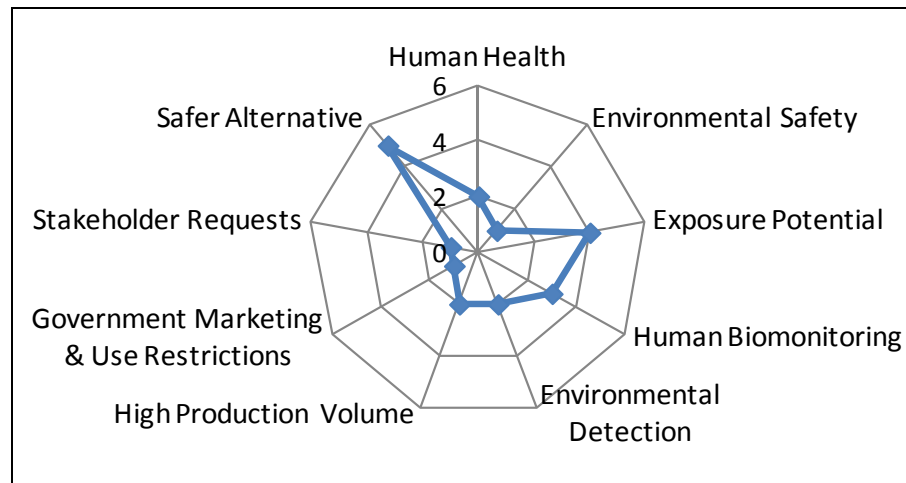 Human Health
6
Safer Alternative
Environmental Safety
4
2
Stakeholder Requests
Exposure Potential
0
Government Marketing
& Use Restrictions
Human Biomonitoring
High Production Volume
Environmental
Detection